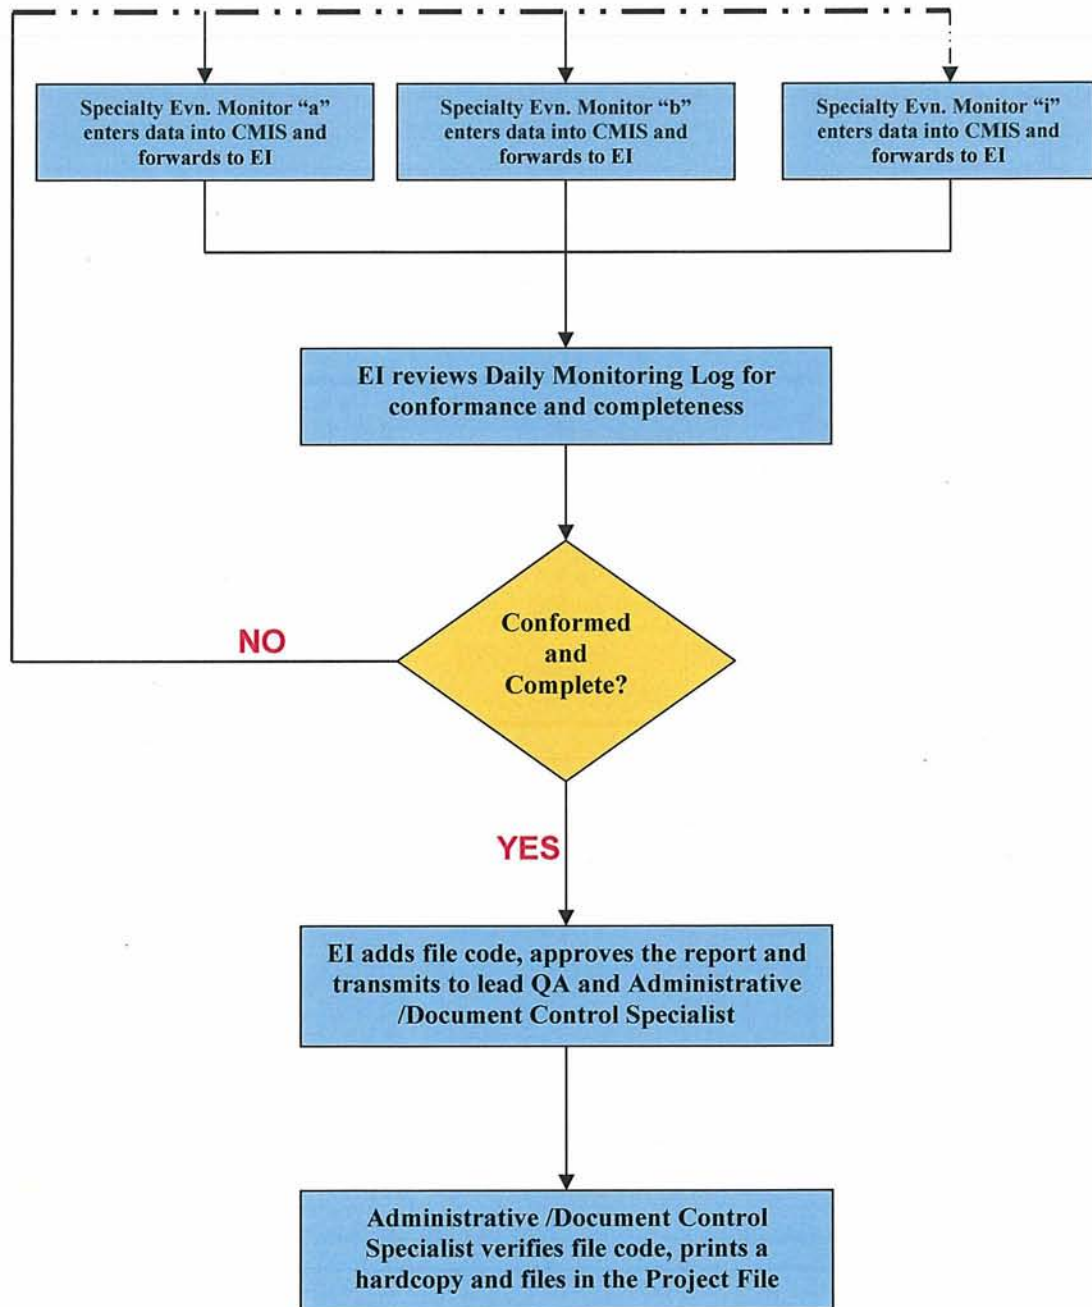 Specialty Evn. Monitor “a”
enters data into CMIS and
forwards to EI
Specialty Evn. Monitor “b”
enters data into CMIS and
forwards to EI
Specialty Evn. Monitor “i”
enters data into CMIS and
forwards to EI
EI reviews Daily Monitoring Log for
conformance and completeness
Conformed
and
Complete?
NO
YES
EI adds file code, approves the report and
transmits to lead QA and Administrative
/Document Control Specialist
Administrative /Document Control
Specialist verifies file code, prints a
hardcopy and files in the Project File